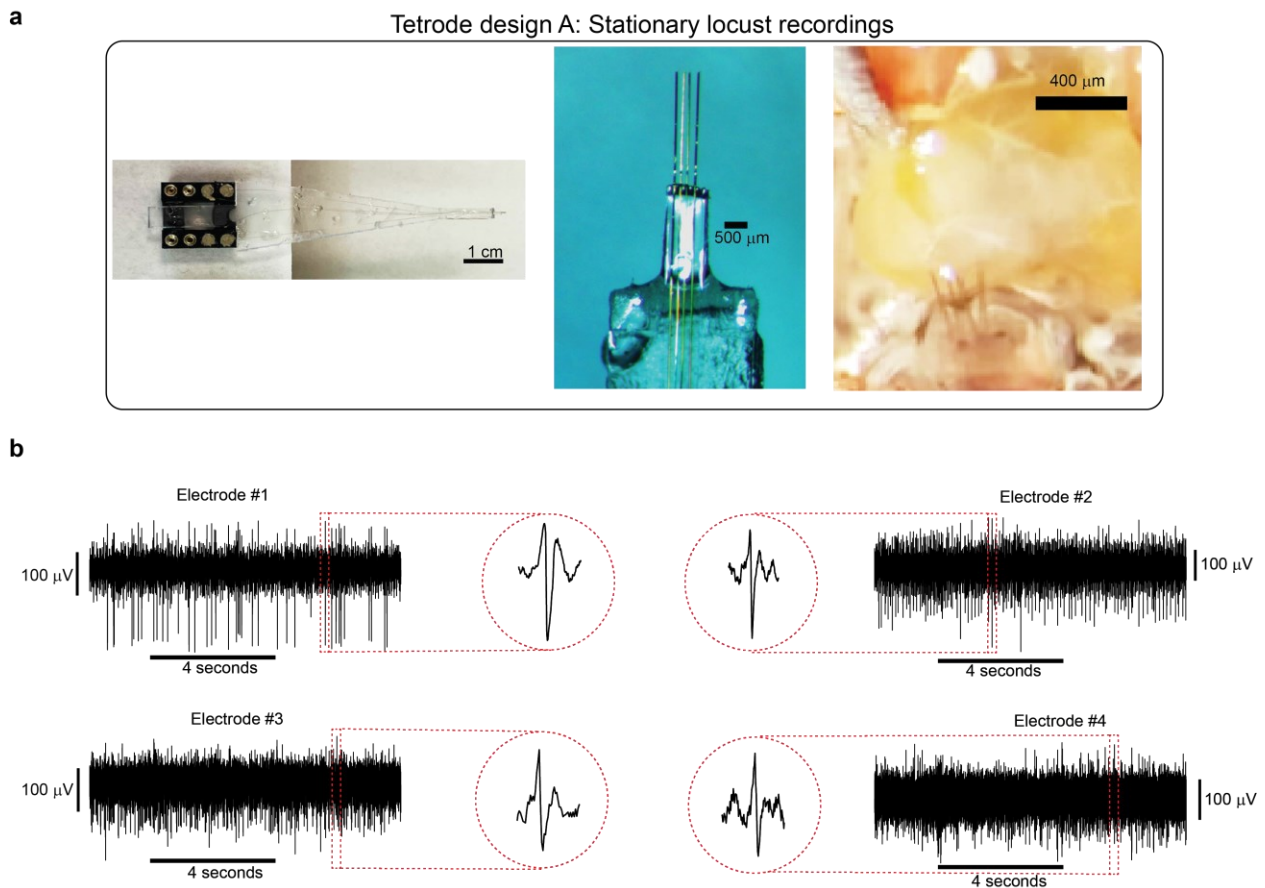 a
Tetrode design A: Stationary locust recordings
1 cm
500 μm
400 μm
b
Electrode #1
100 μV
4 seconds
Electrode #2
100 μV
4 seconds
Electrode #3
100 μV
4 seconds
Electrode #4
100 μV
4 seconds